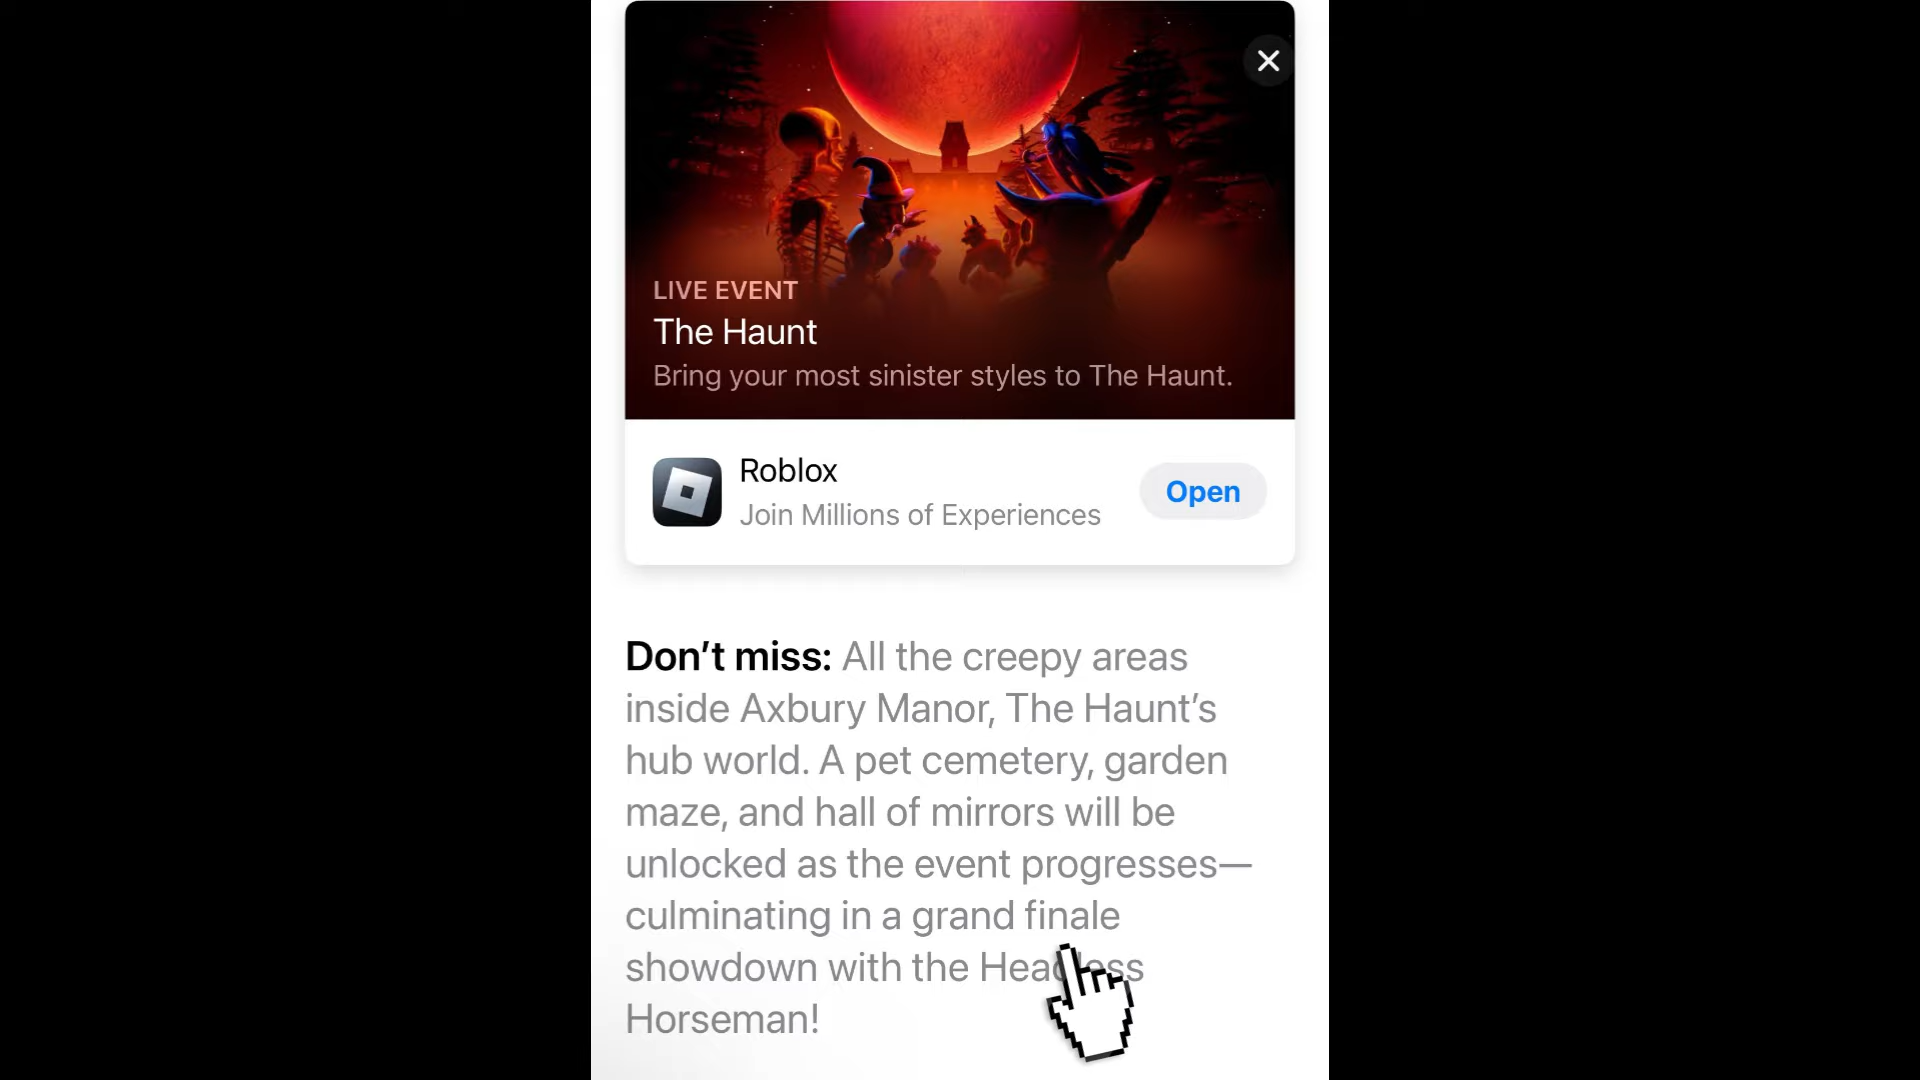 LIVE EVENT
The Haunt
Bring your most sinister styles to The Haunt.
Roblox
Join Millions of Experiences
Open
Don’t miss: All the creepy areas
inside Axbury Manor, The Haunt’s
hub world. A pet cemetery, garden
maze, and hall of mirrors will be
unlocked as the event progresses—
culminating in a grand finale
showdown with the Headless
Horseman!